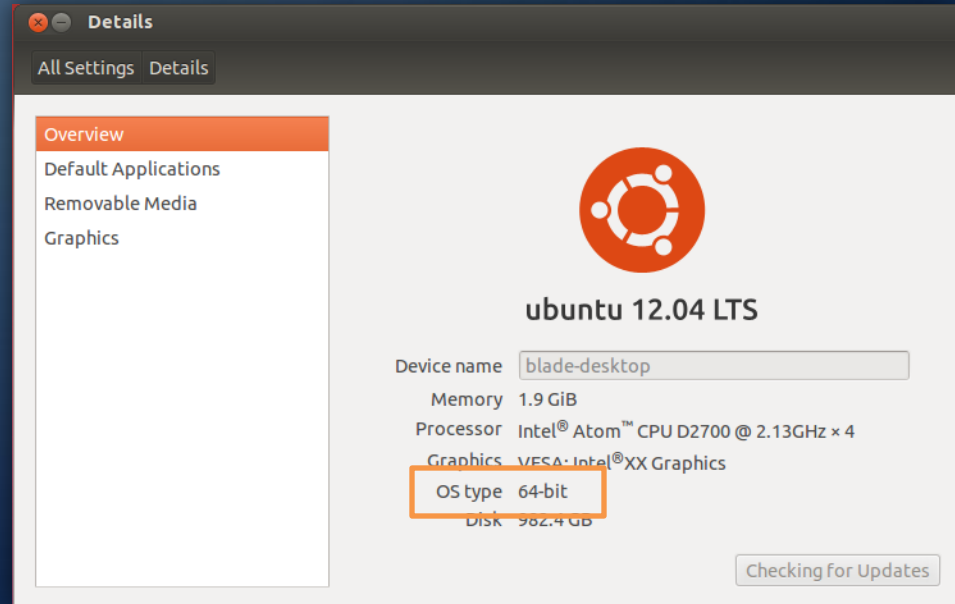 Details
All Settings Details
Overview
Default Applications
Removable Media
Graphics
ubuntu 12.04 LTS
Device name blade-desktop
Memory 1.9 GiB
Processor Intel® Atom™ CPU D2700 @ 2.13GHz × 4
Graphics VESA: Intel®XX Graphics
OS type 64-bit
Disk 982.4 GB
Checking for Updates